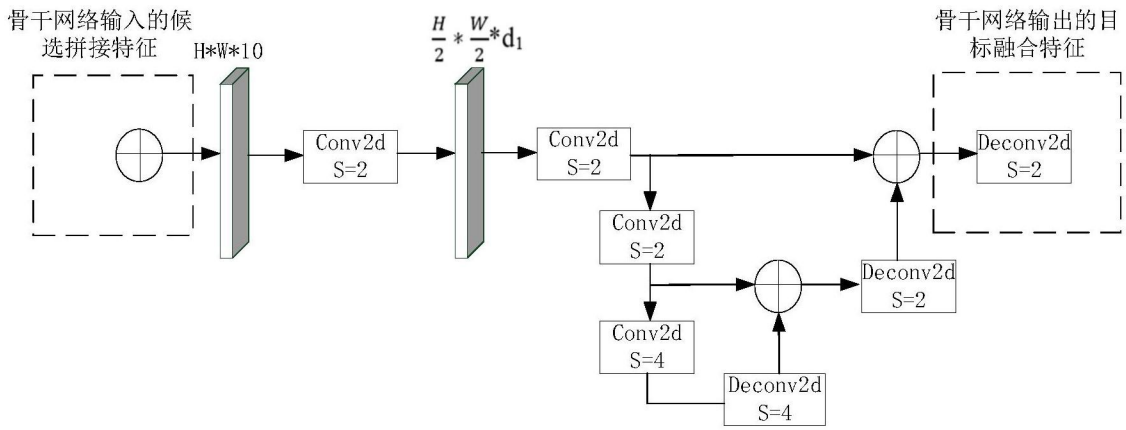 骨干网络输入的候
选拼接特征
H*W*10
H/2 * W/2 *d₁
骨干网络输出的目
标融合特征
Conv2d
S=2
Conv2d
S=2
Deconv2d
S=2
Conv2d
S=2
Deconv2d
S=2
Conv2d
S=4
Deconv2d
S=4